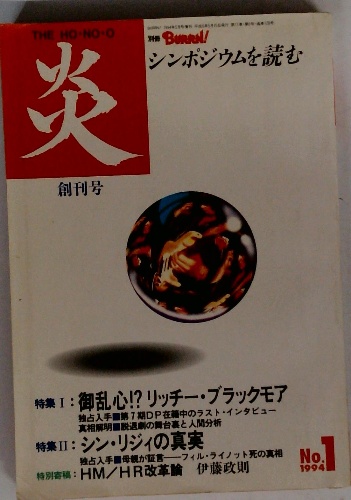 THE HO・NO・O
炎
創刊号
別冊 BURRN!
シンポジウムを読む
特集I:御乱心!? リッチー・ブラックモア
独占入手■第7期DP在籍中のラスト・インタビュー
真相解明■脱退劇の舞台裏と人間分析
特集II:シン・リジィの真実
独占入手■母親が証言――フィル・ライノット死の真相
特別寄稿:HM/HR改革論 伊藤政則
No.1
1994